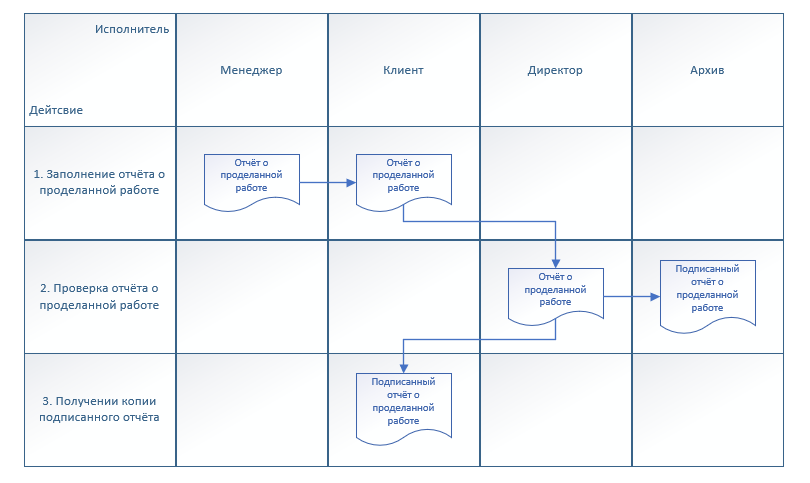 Исполнитель
Дейтсвие
Менеджер
Клиент
Директор
Архив
1. Заполнение отчёта о
проделанной работе
Отчёт о
проделанной
работе
Отчёт о
проделанной
работе
2. Проверка отчёта о
проделанной работе
Отчёт о
проделанной
работе
Подписанный
отчёт о
проделанной
работе
3. Получении копии
подписанного отчёта
Подписанный
отчёт о
проделанной
работе